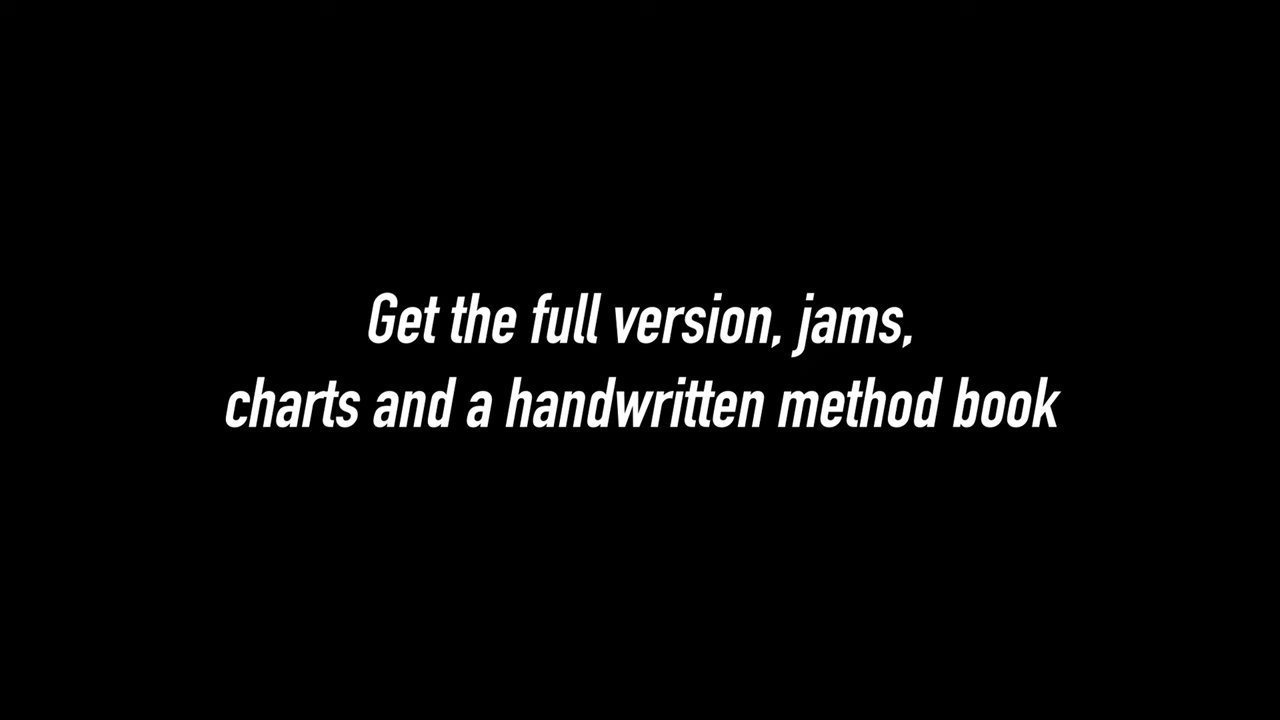 Get the full version, jams,
charts and a handwritten method book